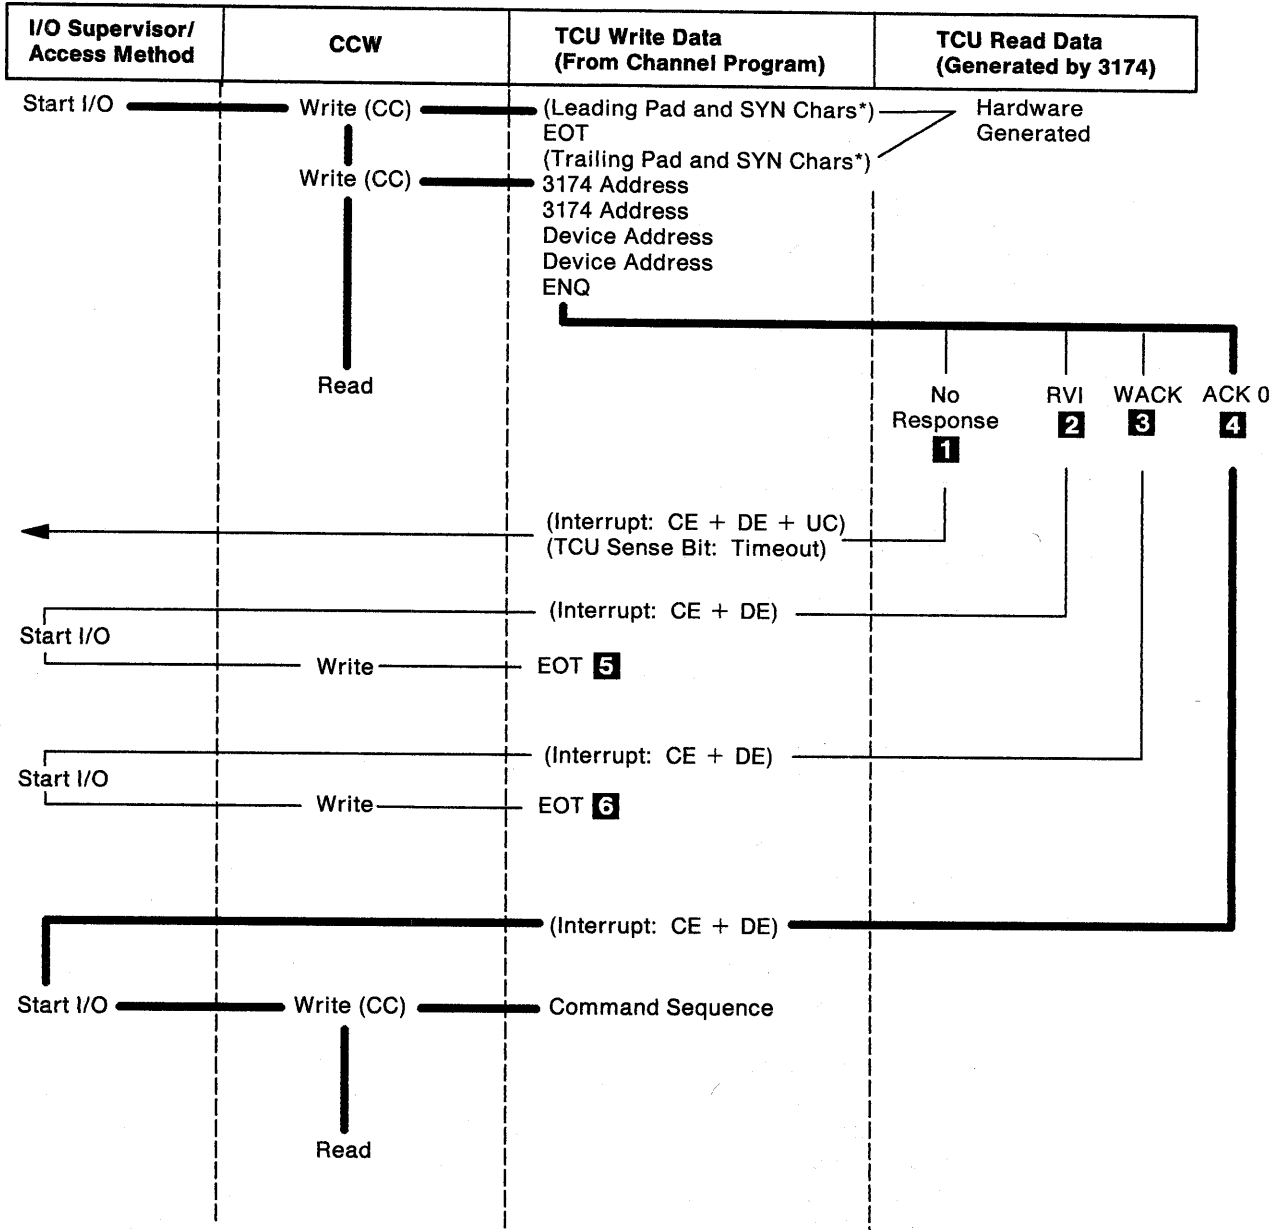 I/O Supervisor/
Access Method
CCW
TCU Write Data
(From Channel Program)
TCU Read Data
(Generated by 3174)
Start I/O
Write (CC)
(Leading Pad and SYN Chars*)
Hardware
Generated
EOT
(Trailing Pad and SYN Chars*)
Write (CC)
3174 Address
3174 Address
Device Address
Device Address
ENQ
Read
No
Response
1
RVI
2
WACK
3
ACK 0
4
(Interrupt: CE + DE + UC)
(TCU Sense Bit: Timeout)
(Interrupt: CE + DE)
Start I/O
Write
EOT 5
(Interrupt: CE + DE)
Start I/O
Write
EOT 6
(Interrupt: CE + DE)
Start I/O
Write (CC)
Command Sequence
Read